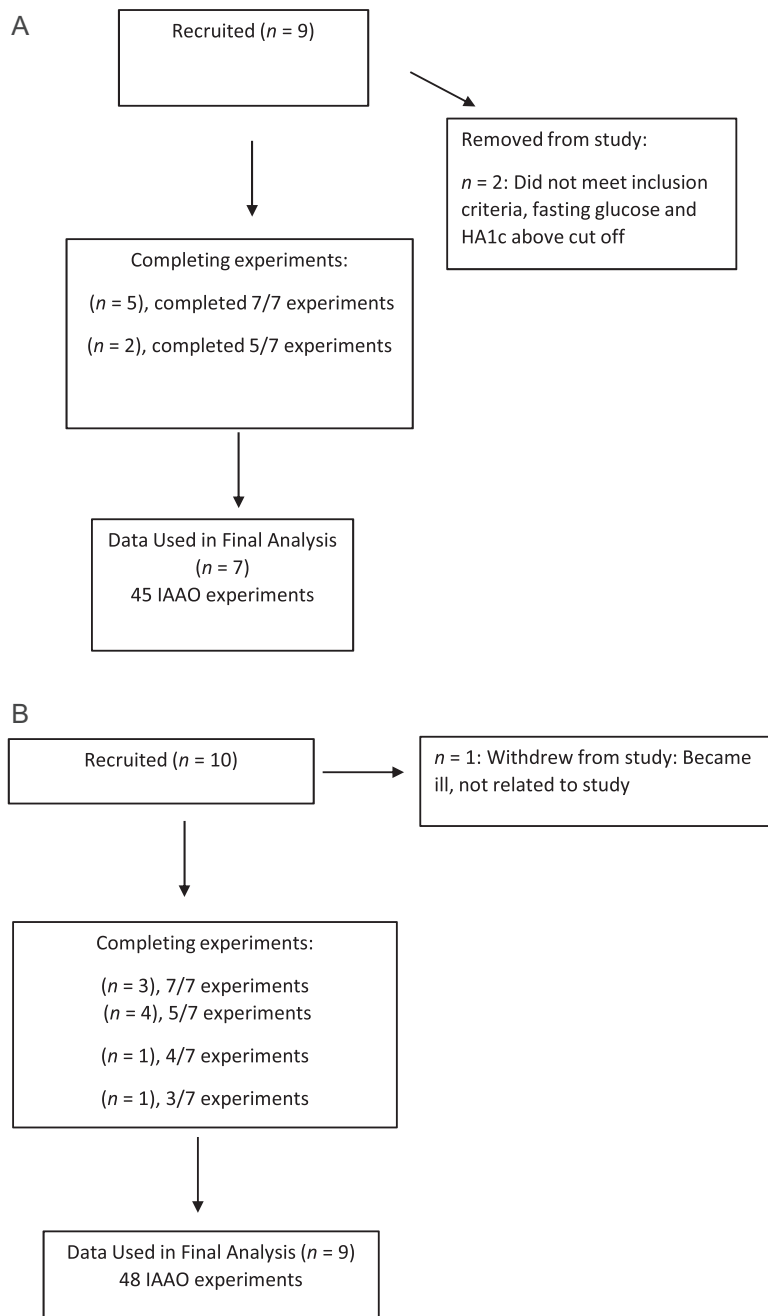 A
Recruited (n = 9)
Removed from study:
n = 2: Did not meet inclusion
criteria, fasting glucose and
HA1c above cut off
Completing experiments:
(n = 5), completed 7/7 experiments
(n = 2), completed 5/7 experiments
Data Used in Final Analysis
(n = 7)
45 IAAO experiments
B
Recruited (n = 10)
n = 1: Withdrew from study: Became
ill, not related to study
Completing experiments:
(n = 3), 7/7 experiments
(n = 4), 5/7 experiments
(n = 1), 4/7 experiments
(n = 1), 3/7 experiments
Data Used in Final Analysis (n = 9)
48 IAAO experiments